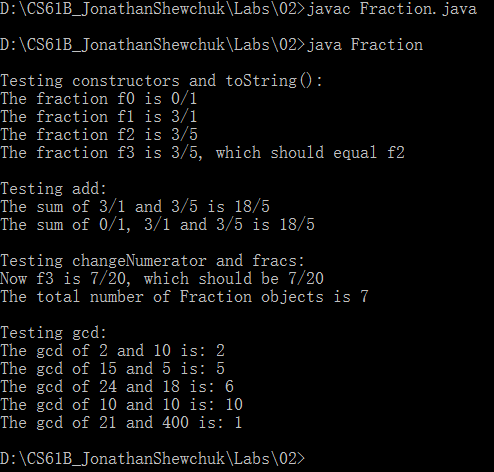 D:\CS61B_JonathanShewchuk\Labs\02>javac Fraction.java
D:\CS61B_JonathanShewchuk\Labs\02>java Fraction
Testing constructors and toString():
The fraction f0 is 0/1
The fraction f1 is 3/1
The fraction f2 is 3/5
The fraction f3 is 3/5, which should equal f2
Testing add:
The sum of 3/1 and 3/5 is 18/5
The sum of 0/1, 3/1 and 3/5 is 18/5
Testing changeNumerator and fracs:
Now f3 is 7/20, which should be 7/20
The total number of Fraction objects is 7
Testing gcd:
The gcd of 2 and 10 is: 2
The gcd of 15 and 5 is: 5
The gcd of 24 and 18 is: 6
The gcd of 10 and 10 is: 10
The gcd of 21 and 400 is: 1
D:\CS61B_JonathanShewchuk\Labs\02>